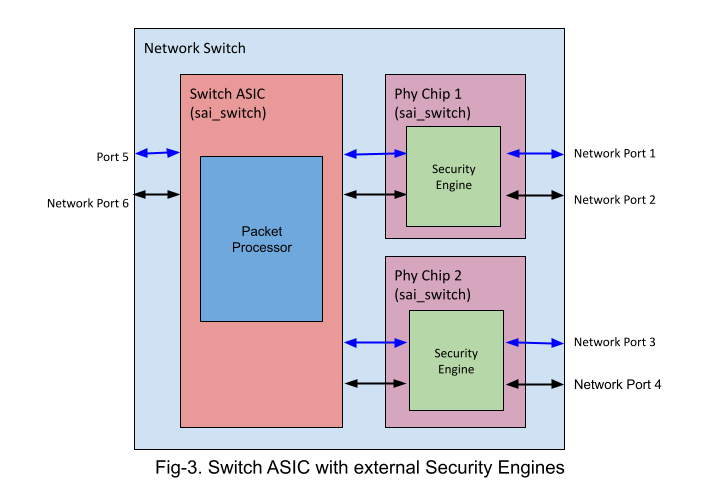 Network Switch
Switch ASIC
(sai_switch)
Phy Chip 1
(sai_switch)
Port 5
Network Port 6
Packet
Processor
Security
Engine
Network Port 1
Network Port 2
Phy Chip 2
(sai_switch)
Security
Engine
Network Port 3
Network Port 4
Fig-3. Switch ASIC with external Security Engines